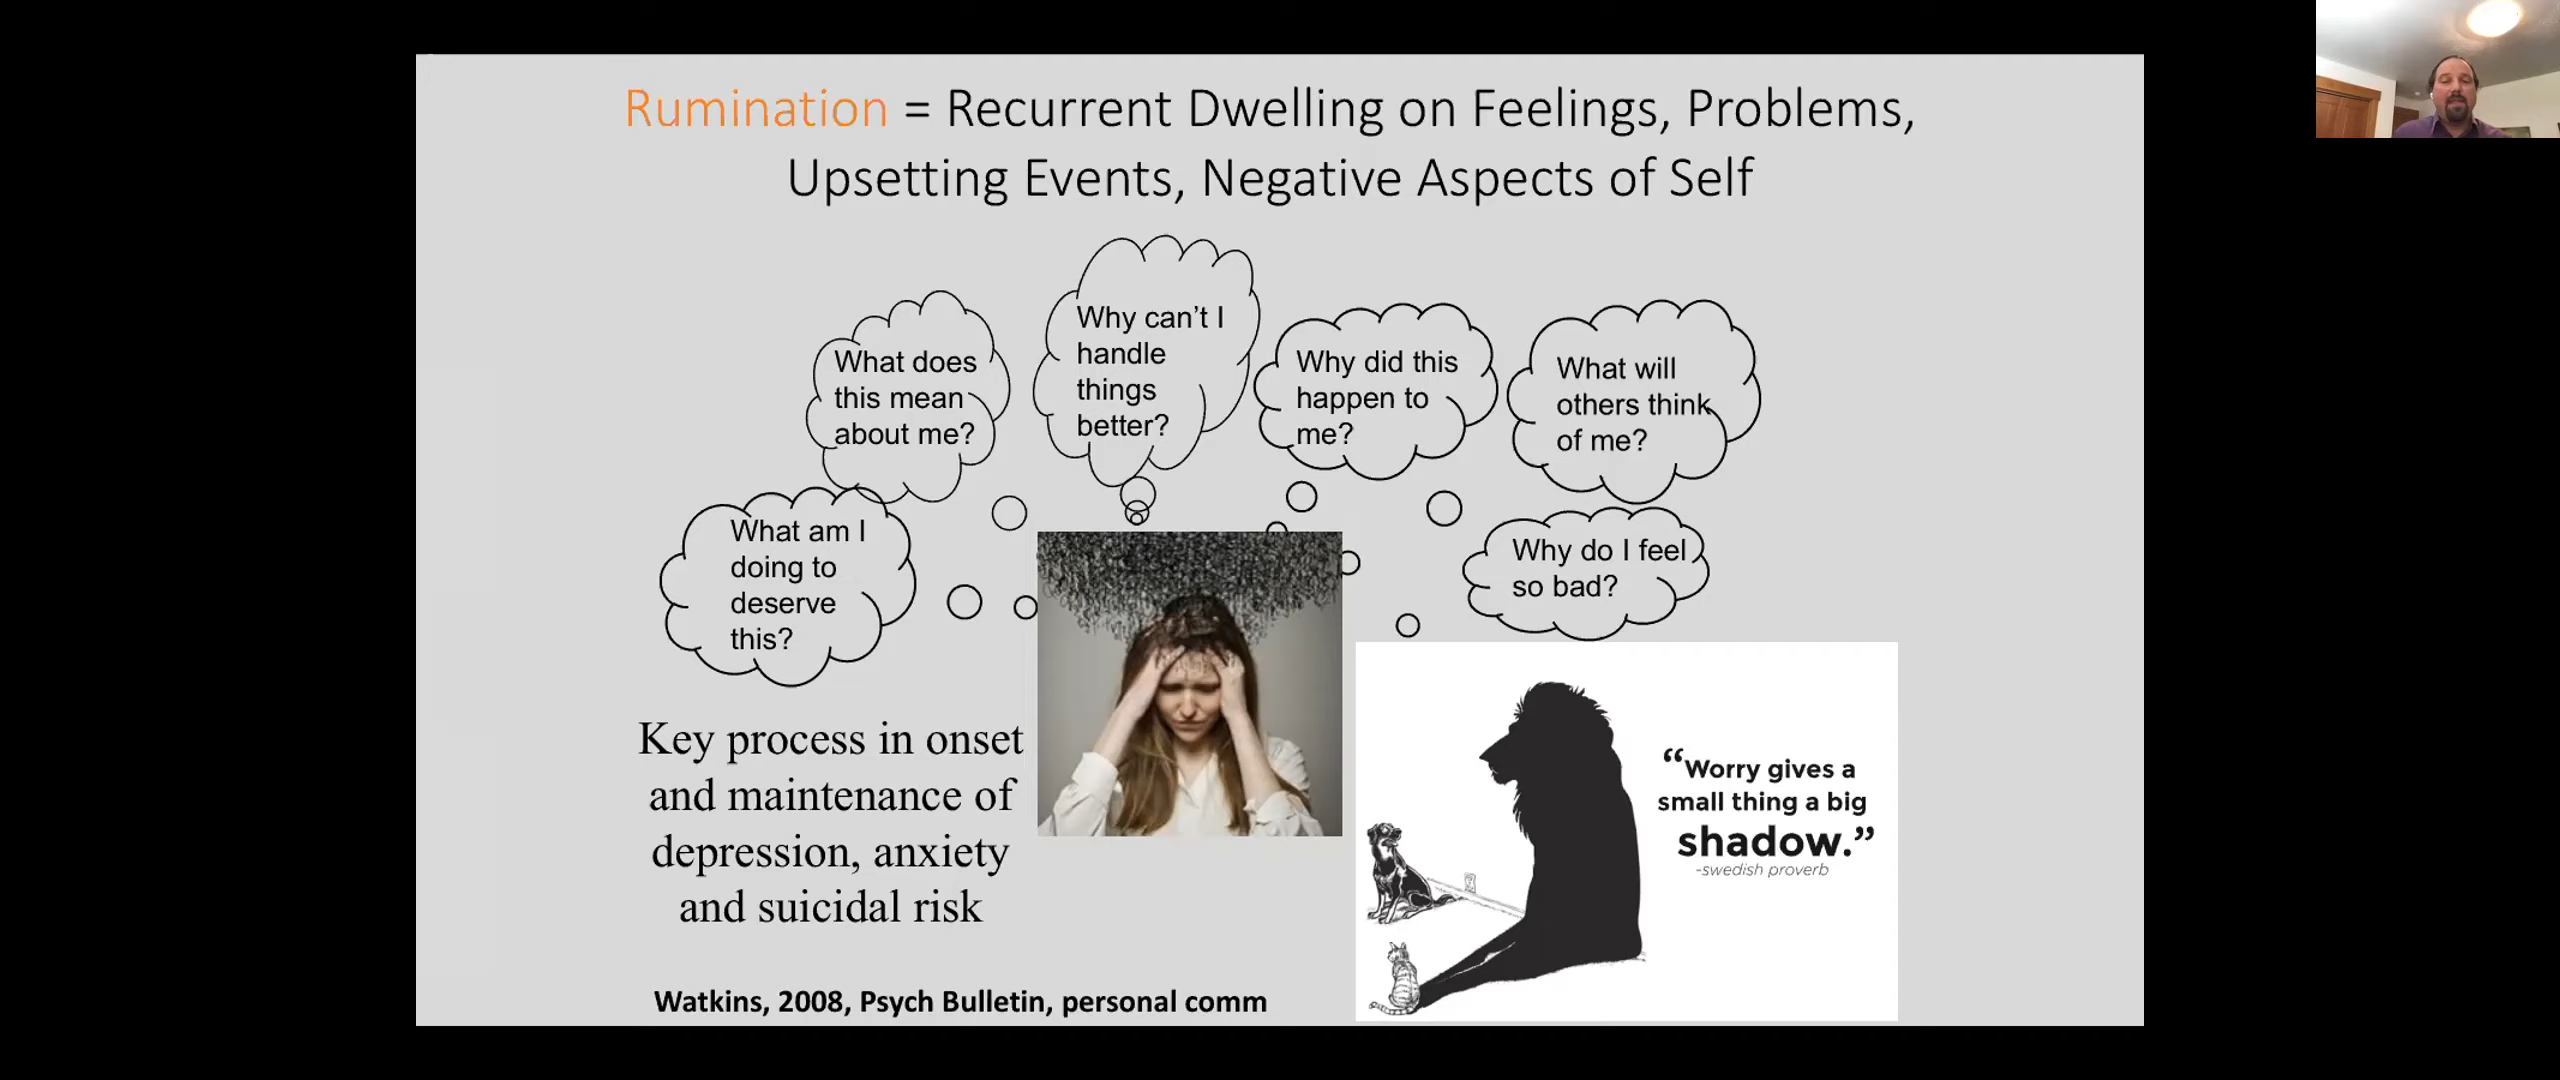 Rumination = Recurrent Dwelling on Feelings, Problems,
Upsetting Events, Negative Aspects of Self
What does
this mean
about me?
Why can’t I
handle
things
better?
Why did this
happen to
me?
What will
others think
of me?
What am I
doing to
deserve
this?
Why do I feel
so bad?
Key process in onset
and maintenance of
depression, anxiety
and suicidal risk
“Worry gives a
small thing a big
shadow.”
-swedish proverb
Watkins, 2008, Psych Bulletin, personal comm